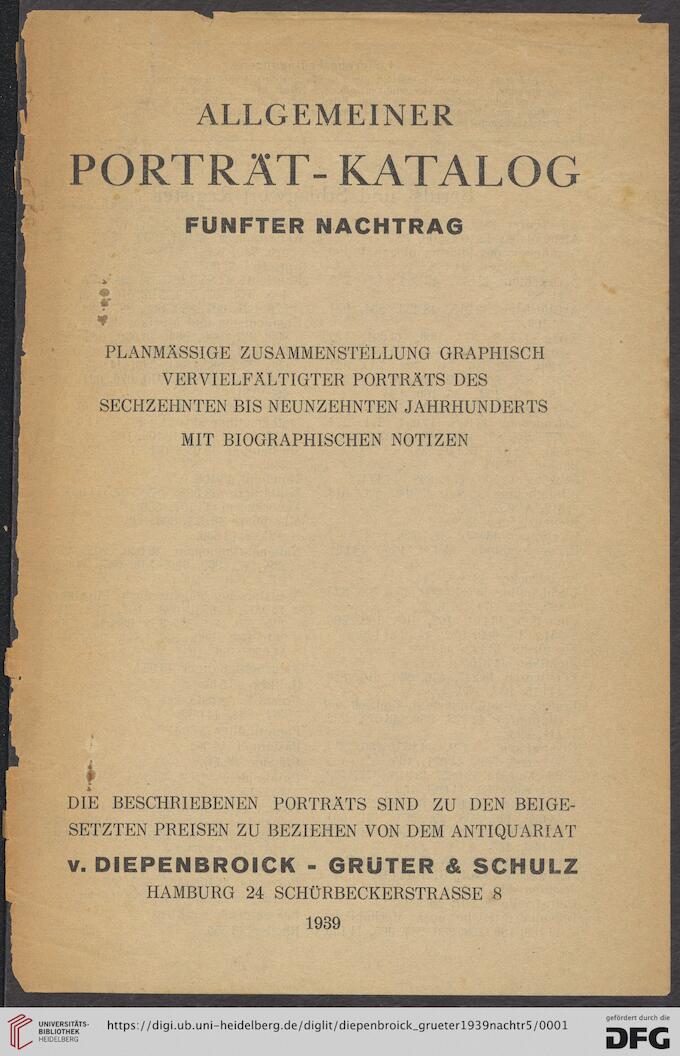 ALLGEMEINER
PORTRÄT-KATALOG
FÜNFTER NACHTRAG
PLANMÄSSIGE ZUSAMMENSTELLUNG GRAPHISCH
VERVIELFÄLTIGTER PORTRÄTS DES
SECHZEHNTEN BIS NEUNZEHNTEN JAHRHUNDERTS
MIT BIOGRAPHISCHEN NOTIZEN
DIE BESCHRIEBENEN PORTRÄTS SIND ZU DEN BEIGE-
SETZTEN PREISEN ZU BEZIEHEN VON DEM ANTIQUARIAT
v. DIEPENBROICK - GRÜTER & SCHULZ
HAMBURG 24 SCHÜRBECKERSTRASSE 8
1939
UNIVERSITÄTS-
BIBLIOTHEK
HEIDELBERG
https://digi.ub.uni-heidelberg.de/diglit/diepenbroick_grueter1939nachtr5/0001
gefördert durch die
DFG